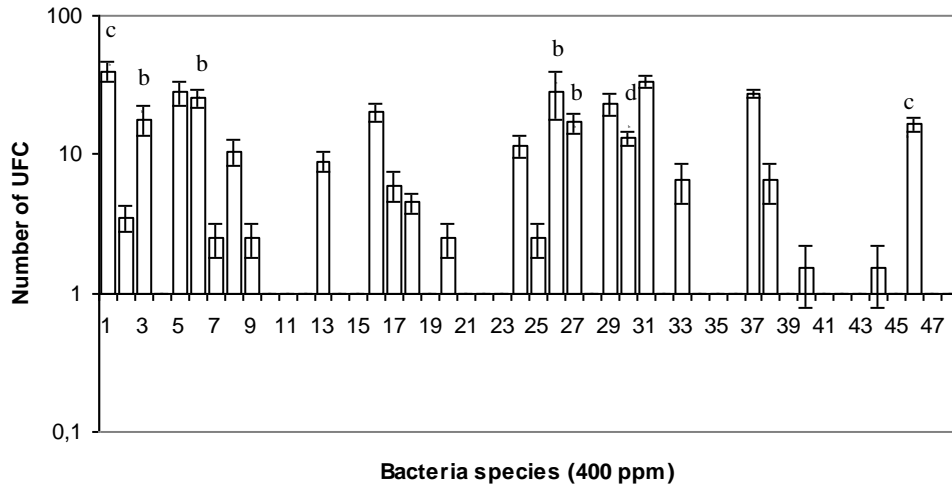 100
c
b
b
b
b
d
c
10
1
0,1
Number of UFC
1 3 5 7 9 11 13 15 17 19 21 23 25 27 29 31 33 35 37 39 41 43 45 47
Bacteria species (400 ppm)